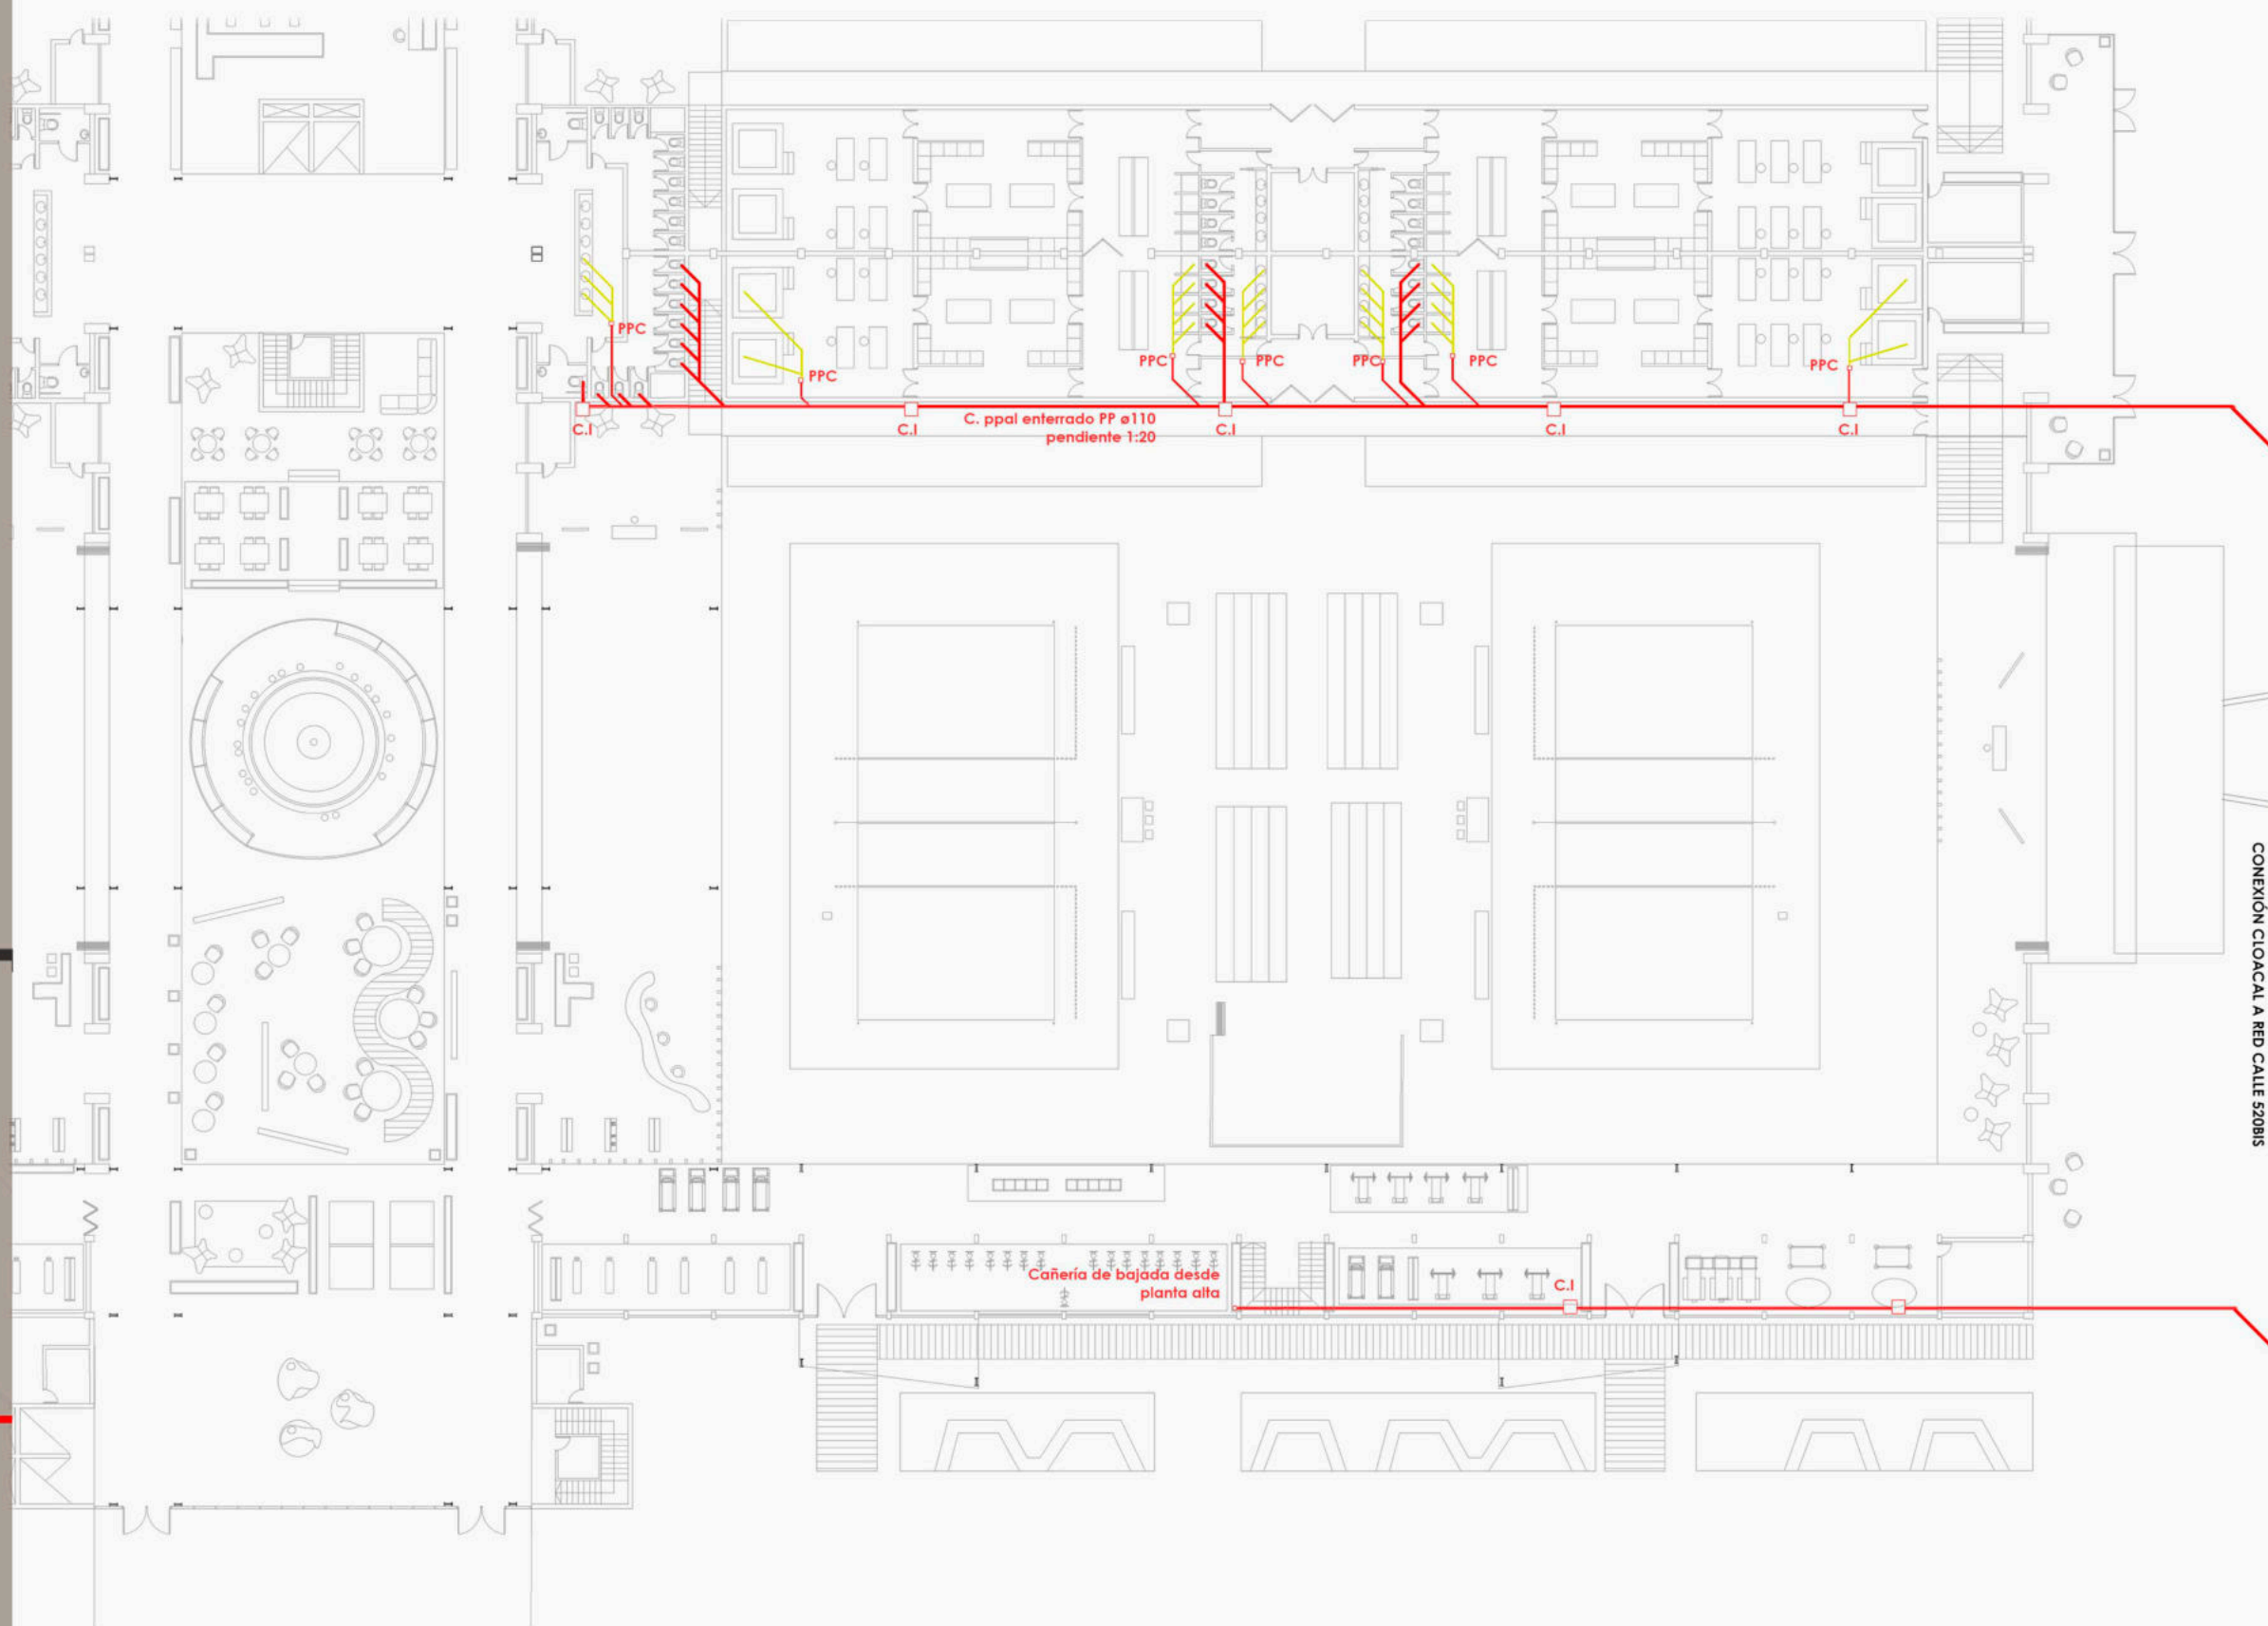 PPC
PPC
PPC
PPC
PPC
PPC
PPC
C. ppal enterrado PP ø110
pendiente 1:20
C.I
C.I
C.I
C.I
C.I
CONEXIÓN CLOACAL A RED CALLE 520BIS
Cañería de bajada desde
planta alta
C.I